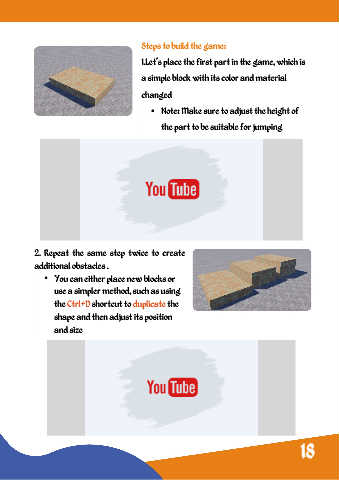 Steps to build the game:
1.Let's place the first part in the game, which is
a simple block with its color and material
changed
• Note: Make sure to adjust the height of
the part to be suitable for jumping
YouTube
2. Repeat the same step twice to create
additional obstacles .
• You can either place new blocks or
use a simpler method, such as using
the Ctrl+D shortcut to duplicate the
shape and then adjust its position
and size
YouTube
18